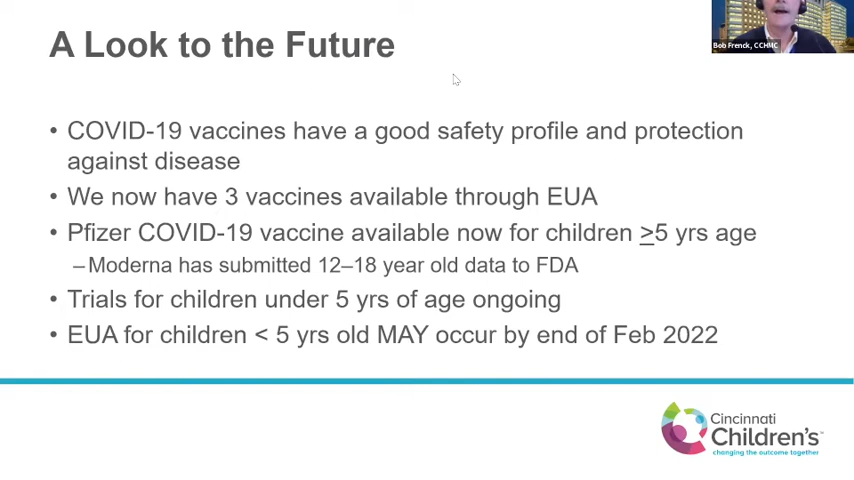 A Look to the Future
Bob Frenck, CCHMC
• COVID-19 vaccines have a good safety profile and protection
against disease
• We now have 3 vaccines available through EUA
• Pfizer COVID-19 vaccine available now for children >5 yrs age
–Moderna has submitted 12–18 year old data to FDA
• Trials for children under 5 yrs of age ongoing
• EUA for children < 5 yrs old MAY occur by end of Feb 2022
Cincinnati
Children's™
changing the outcome together